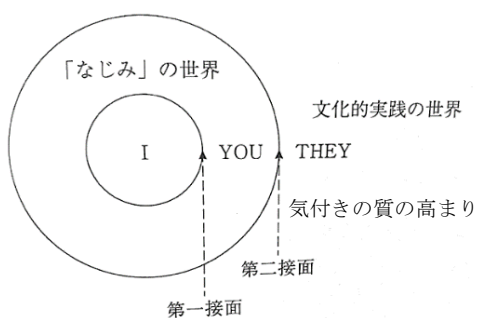 「なじみ」の世界
文化的実践の世界
I YOU THEY
気付きの質の高まり
第二接面
第一接面